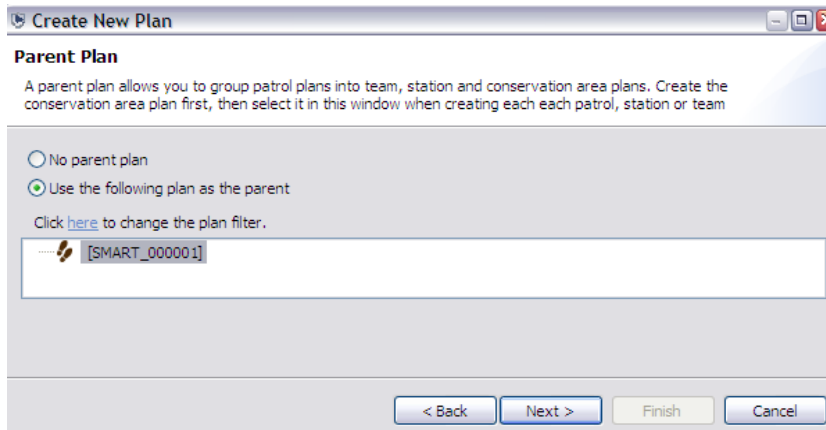 Create New Plan
Parent Plan
A parent plan allows you to group patrol plans into team, station and conservation area plans. Create the
conservation area plan first, then select it in this window when creating each each patrol, station or team
No parent plan
Use the following plan as the parent
Click here to change the plan filter.
[SMART_000001]
< Back Next > Finish Cancel